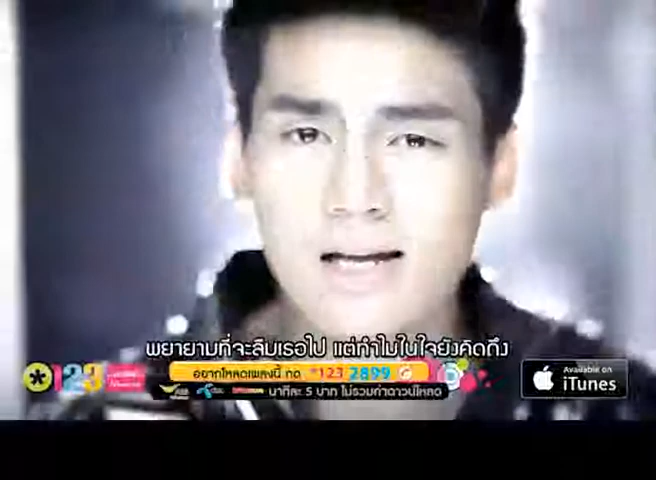 พยายามที่จะลืมเธอไป แต่ทำไมในใจยังคิดถึง
*123
อยากโหลดเพลงนี้ กด *123 2899
นาทีละ 5 บาท ไม่รวมค่าดาวน์โหลด
Available on
iTunes